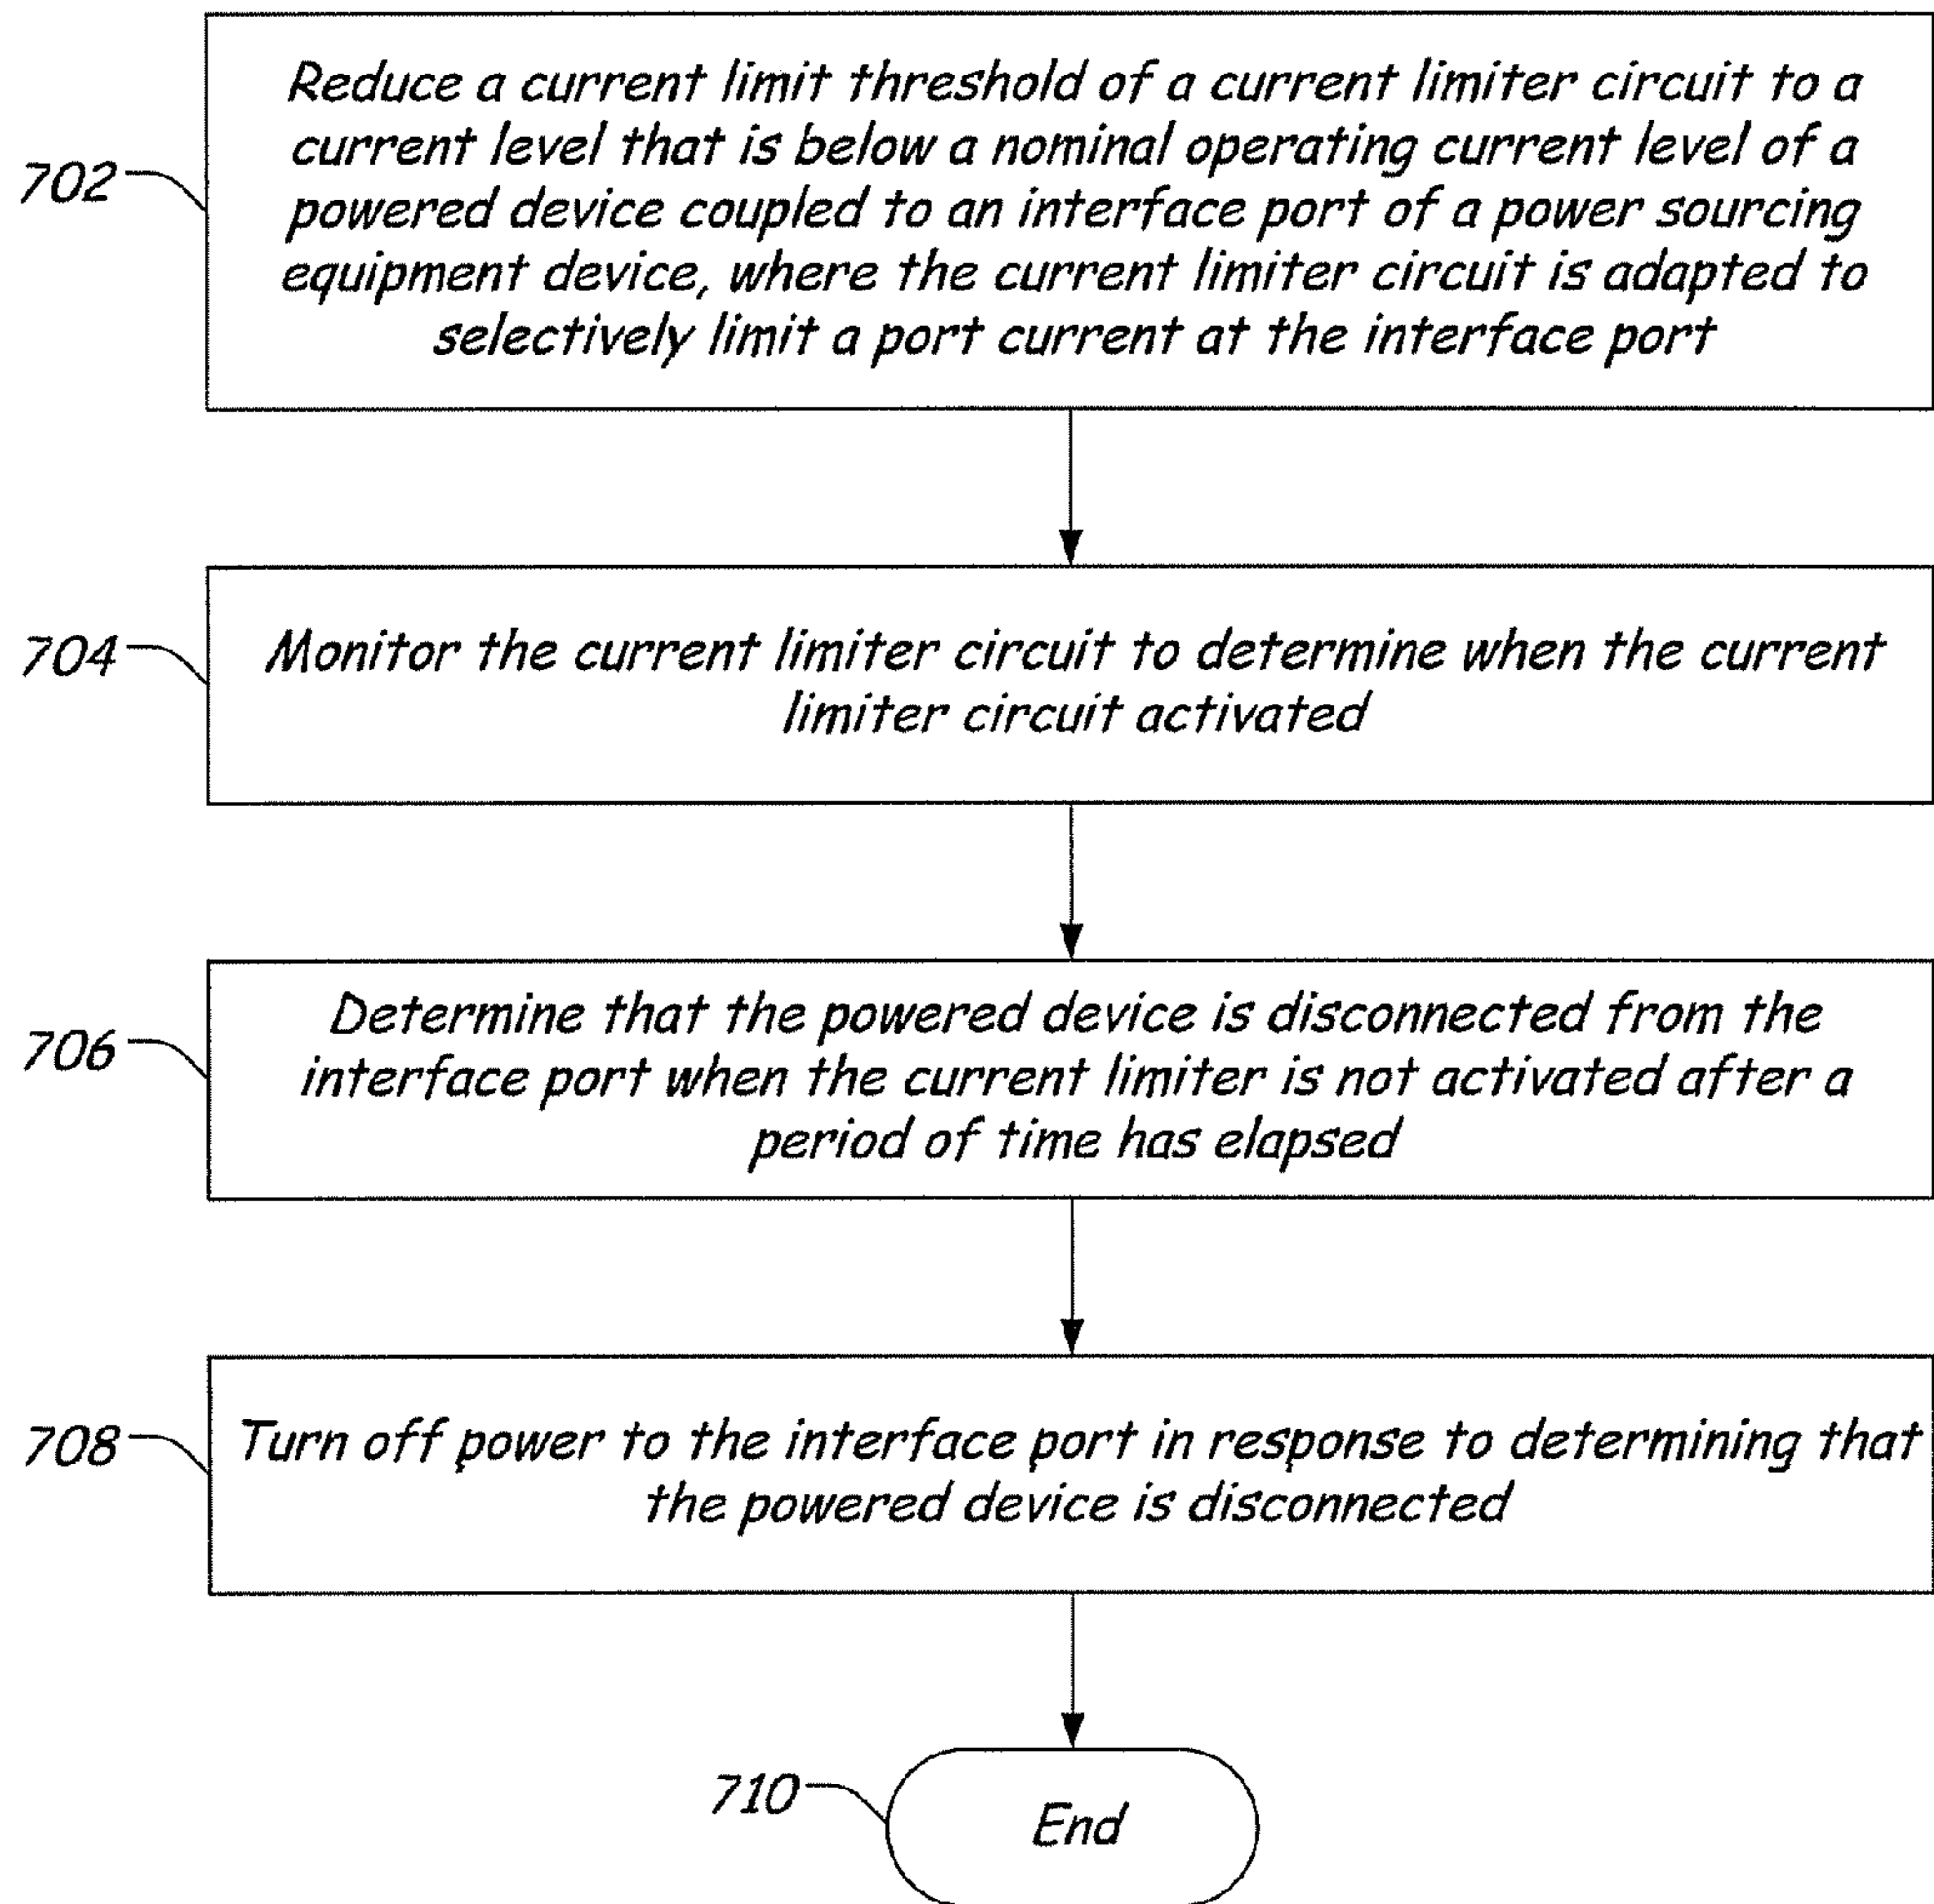 Reduce a current limit threshold of a current limiter circuit to a
current level that is below a nominal operating current level of a
702
powered device coupled to an interface port of a power sourcing
equipment device, where the current limiter circuit is adapted to
selectively limit a port current at the interface port
704
Monitor the current limiter circuit to determine when the current
limiter circuit activated
Determine that the powered device is disconnected from the
706
interface port when the current limiter is not activated after a
period of time has elapsed
708
Turn off power to the interface port in response to determining that
the powered device is disconnected
710
End